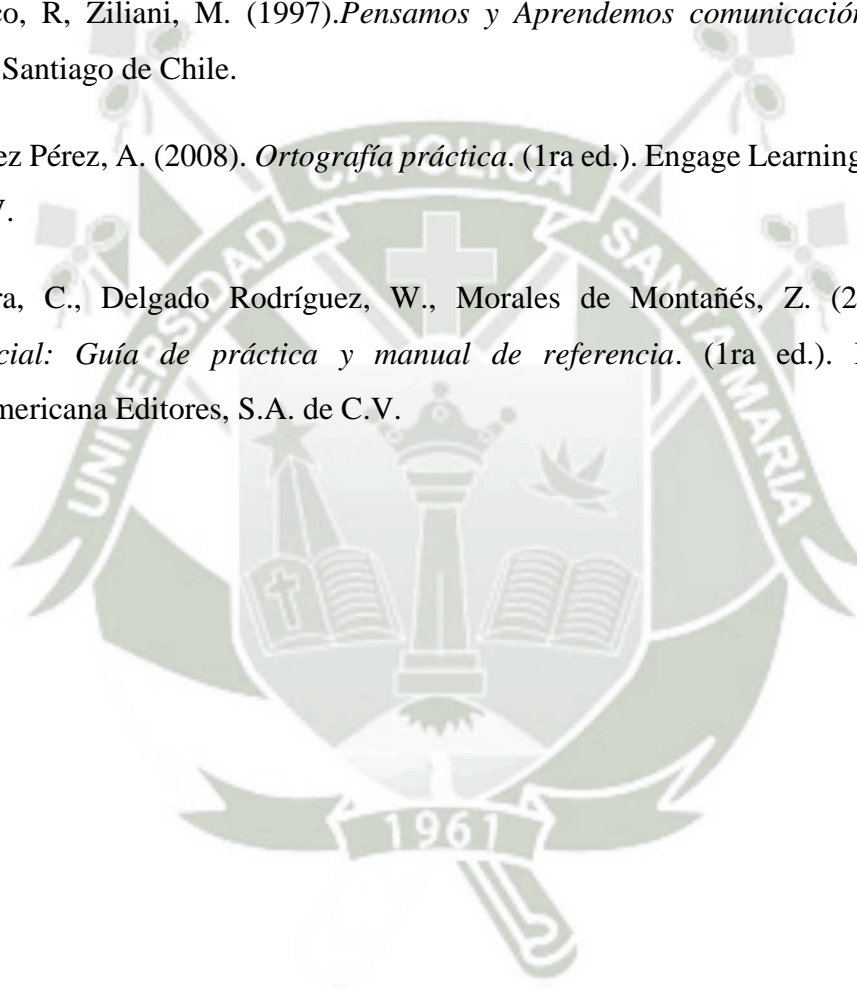 co, R, Ziliani, M. (1997).Pensamos y Aprendemos comunicación
Santiago de Chile.
ez Pérez, A. (2008). Ortografía práctica. (1ra ed.). Engage Learning
V.
ra, C., Delgado Rodríguez, W., Morales de Montañés, Z. (2
cial: Guía de práctica y manual de referencia. (1ra ed.).
mericana Editores, S.A. de C.V.
UNIVERSIDAD CATOLICA SANTA MARIA
1961